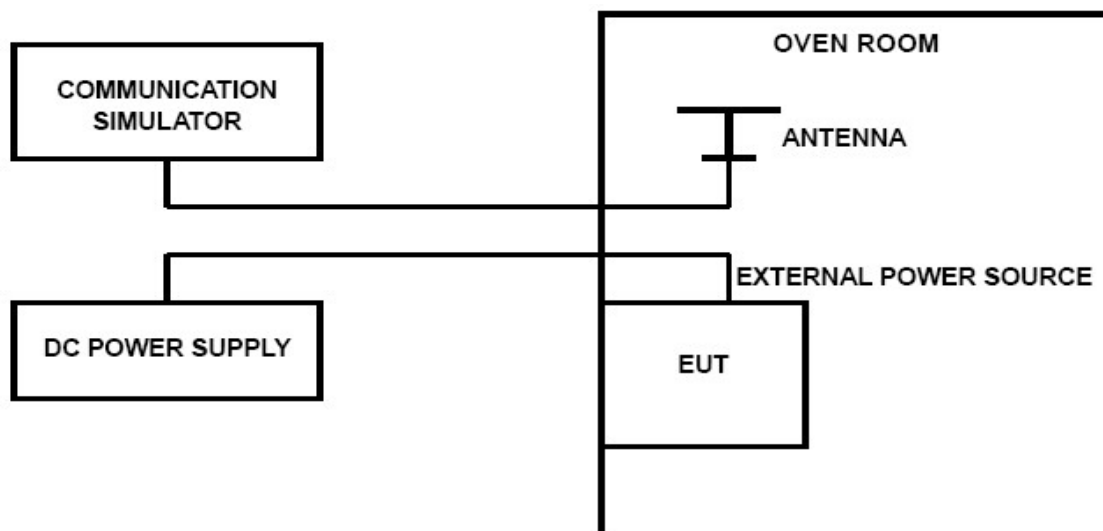 OVEN ROOM
COMMUNICATION
SIMULATOR
ANTENNA
EXTERNAL POWER SOURCE
DC POWER SUPPLY
EUT